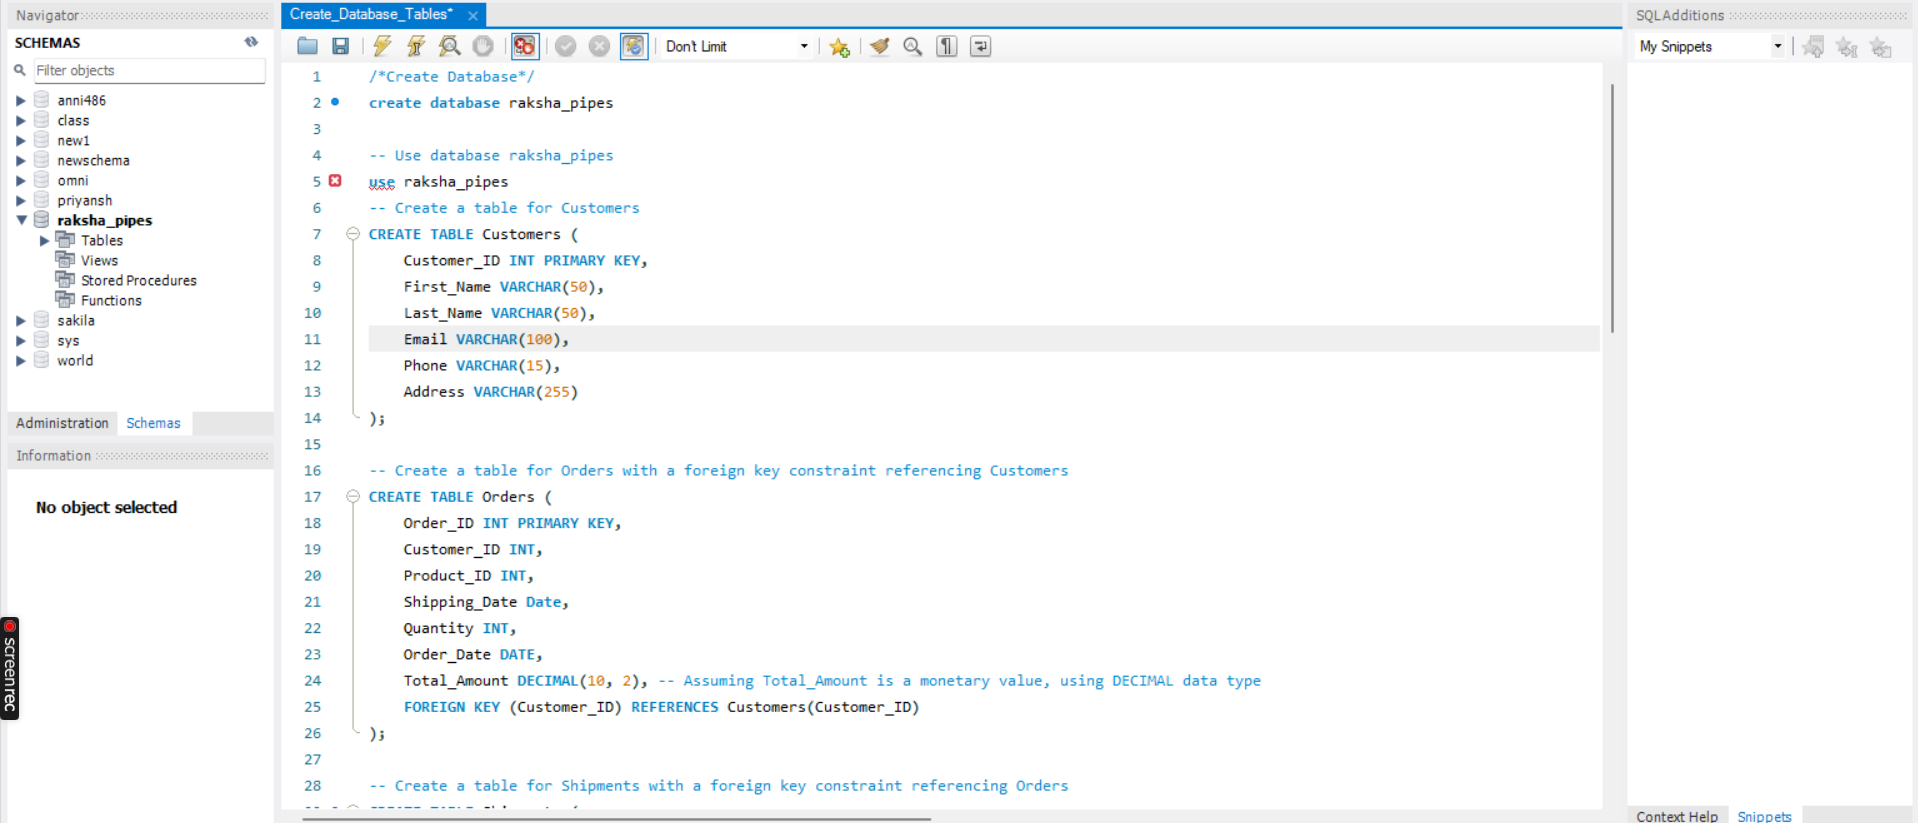 Navigator
SCHEMAS
Filter objects
anni486
class
new1
newschema
omni
priyansh
raksha_pipes
Tables
Views
Stored Procedures
Functions
sakila
sys
world
Administration Schemas
Information
No object selected
screenrec
Create_Database_Tables*
Don't Limit
1 /*Create Database*/
2 create database raksha_pipes
3
4 -- Use database raksha_pipes
5 use raksha_pipes
6 -- Create a table for Customers
7 CREATE TABLE Customers (
8 Customer_ID INT PRIMARY KEY,
9 First_Name VARCHAR(50),
10 Last_Name VARCHAR(50),
11 Email VARCHAR(100),
12 Phone VARCHAR(15),
13 Address VARCHAR(255)
14 );
15
16 -- Create a table for Orders with a foreign key constraint referencing Customers
17 CREATE TABLE Orders (
18 Order_ID INT PRIMARY KEY,
19 Customer_ID INT,
20 Product_ID INT,
21 Shipping_Date Date,
22 Quantity INT,
23 Order_Date DATE,
24 Total_Amount DECIMAL(10, 2), -- Assuming Total_Amount is a monetary value, using DECIMAL data type
25 FOREIGN KEY (Customer_ID) REFERENCES Customers(Customer_ID)
26 );
27
28 -- Create a table for Shipments with a foreign key constraint referencing Orders
SQLAdditions
My Snippets
Context Help Snippets